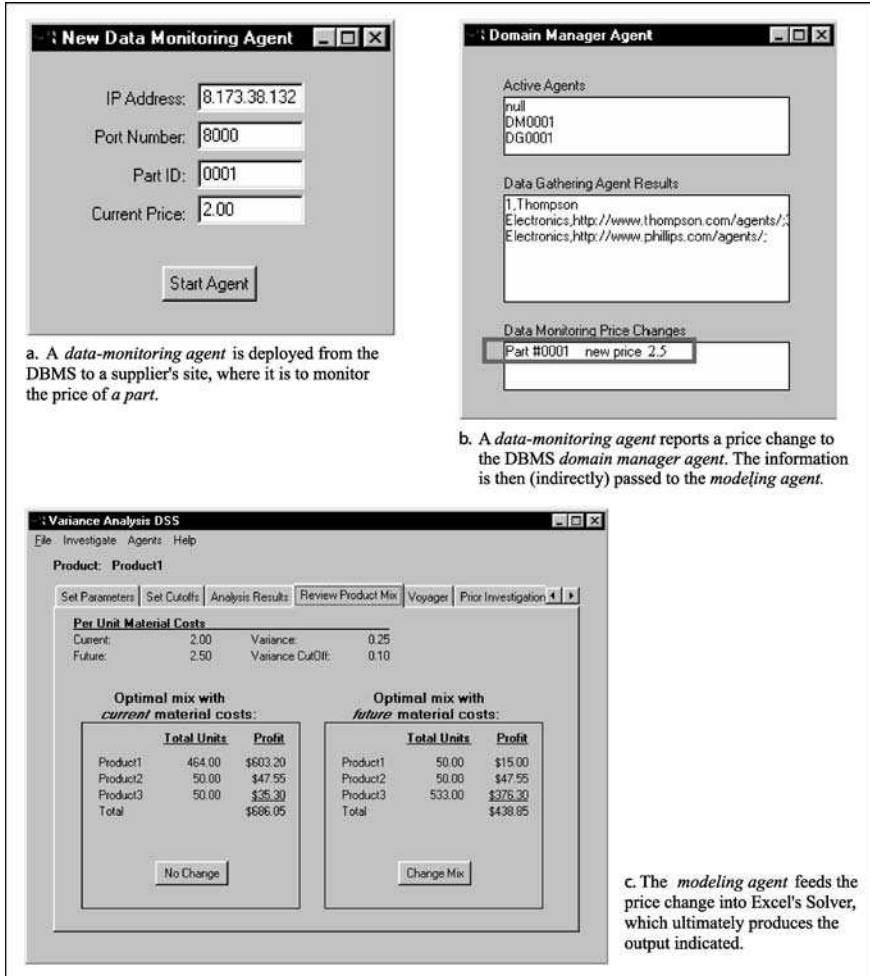 New Data Monitoring Agent
IP Address: 8.173.38.132
Port Number: 8000
Part ID: 0001
Current Price: 2.00
Start Agent
a. A data-monitoring agent is deployed from the
DBMS to a supplier's site, where it is to monitor
the price of a part.
Domain Manager Agent
Active Agents
null
DM0001
DG0001
Data Gathering Agent Results
1,Thompson
Electronics,http://www.thompson.com/agents/;
Electronics,http://www.phillips.com/agents/;
Data Monitoring Price Changes
Part #0001 new price 2.5
b. A data-monitoring agent reports a price change to
the DBMS domain manager agent. The information
is then (indirectly) passed to the modeling agent.
Variance Analysis DSS
File Investigate Agents Help
Product: Product1
Set Parameters Set Cutoffs Analysis Results Review Product Mix Voyager Prior Investigation
Per Unit Material Costs
Current: 2.00 Variance: 0.25
Future: 2.50 Variance CutOff: 0.10
Optimal mix with
current material costs:
Total Units Profit
Product1 464.00 $603.20
Product2 50.00 $47.55
Product3 50.00 $35.30
Total $686.05
No Change
Optimal mix with
future material costs:
Total Units Profit
Product1 50.00 $15.00
Product2 50.00 $47.55
Product3 533.00 $376.30
Total $438.85
Change Mix
c. The modeling agent feeds the
price change into Excel's Solver,
which ultimately produces the
output indicated.